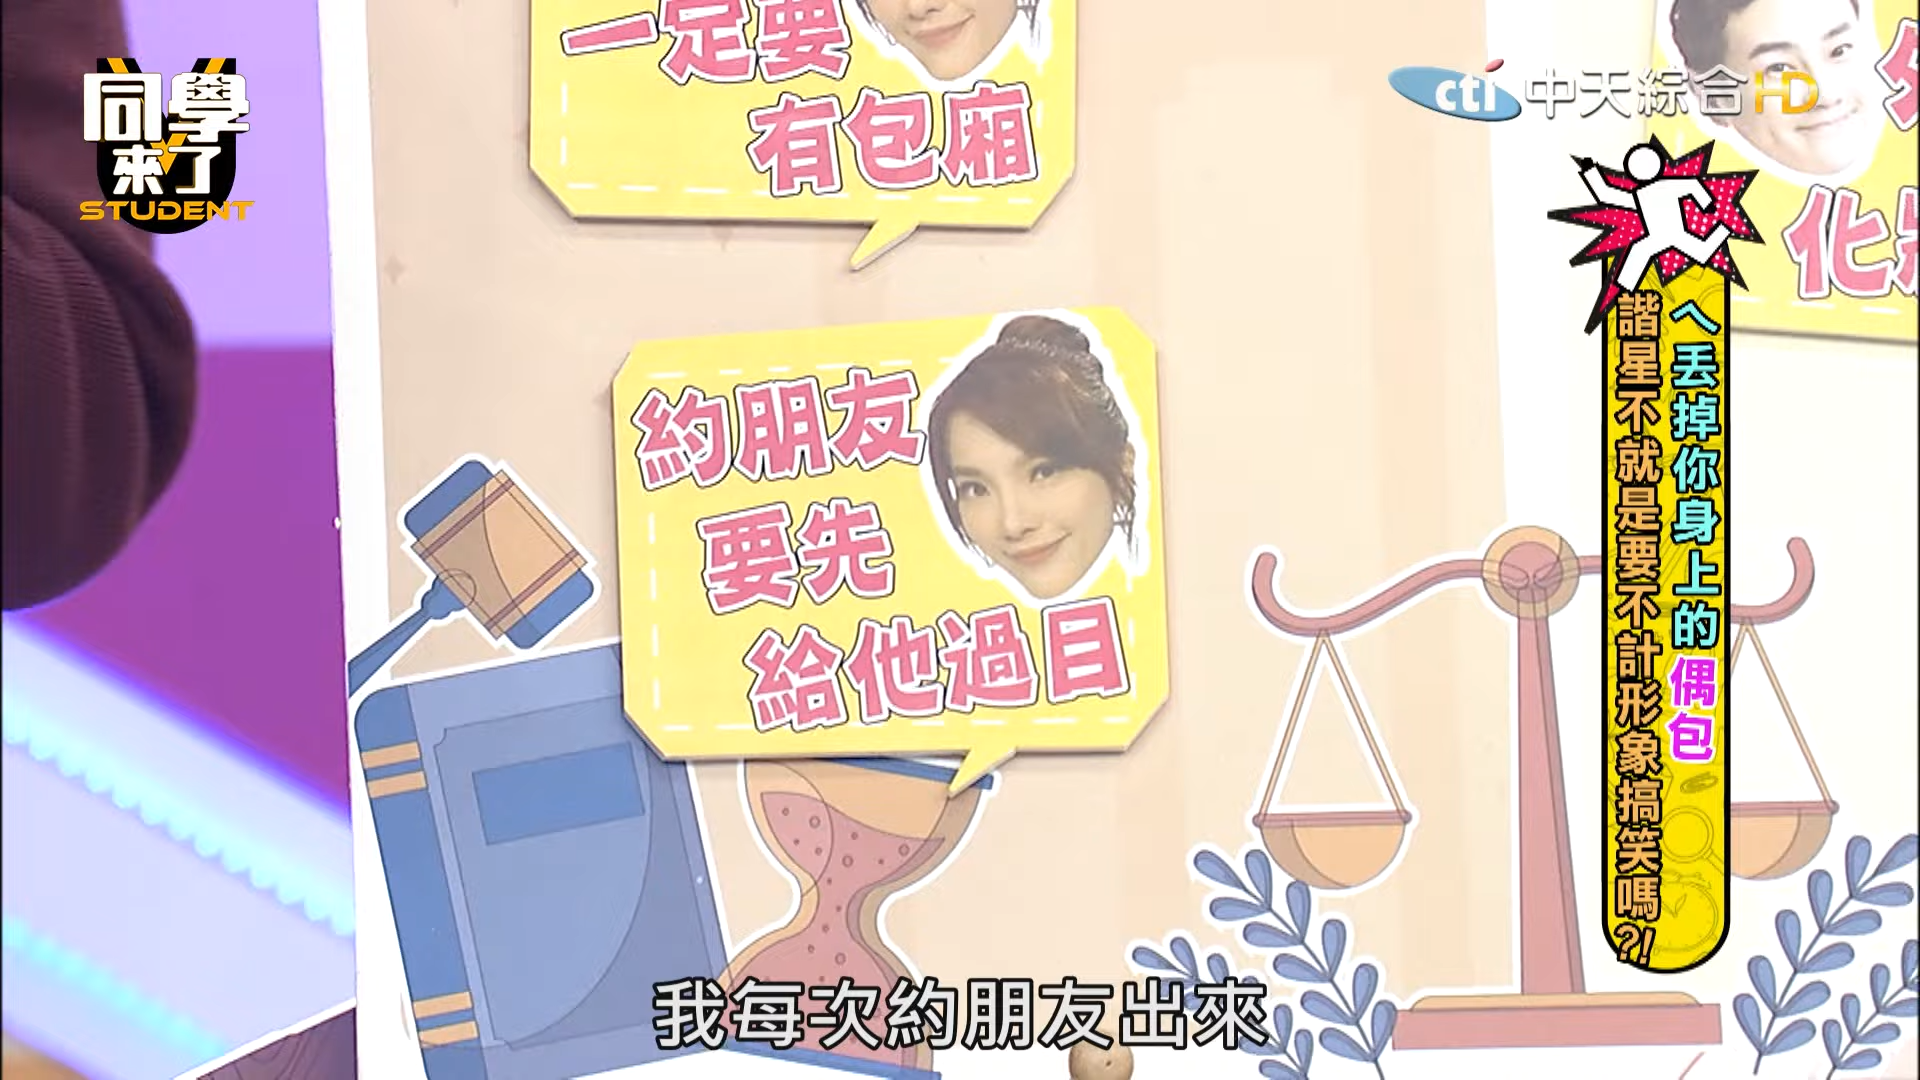 同學
來了
STUDENT
一定要
有包廂
cti 中天綜合HD
化
約朋友
要先
給他過目
へ丟掉你身上的偶包
諧星不就是要不計形象搞笑嗎?!
我每次約朋友出來